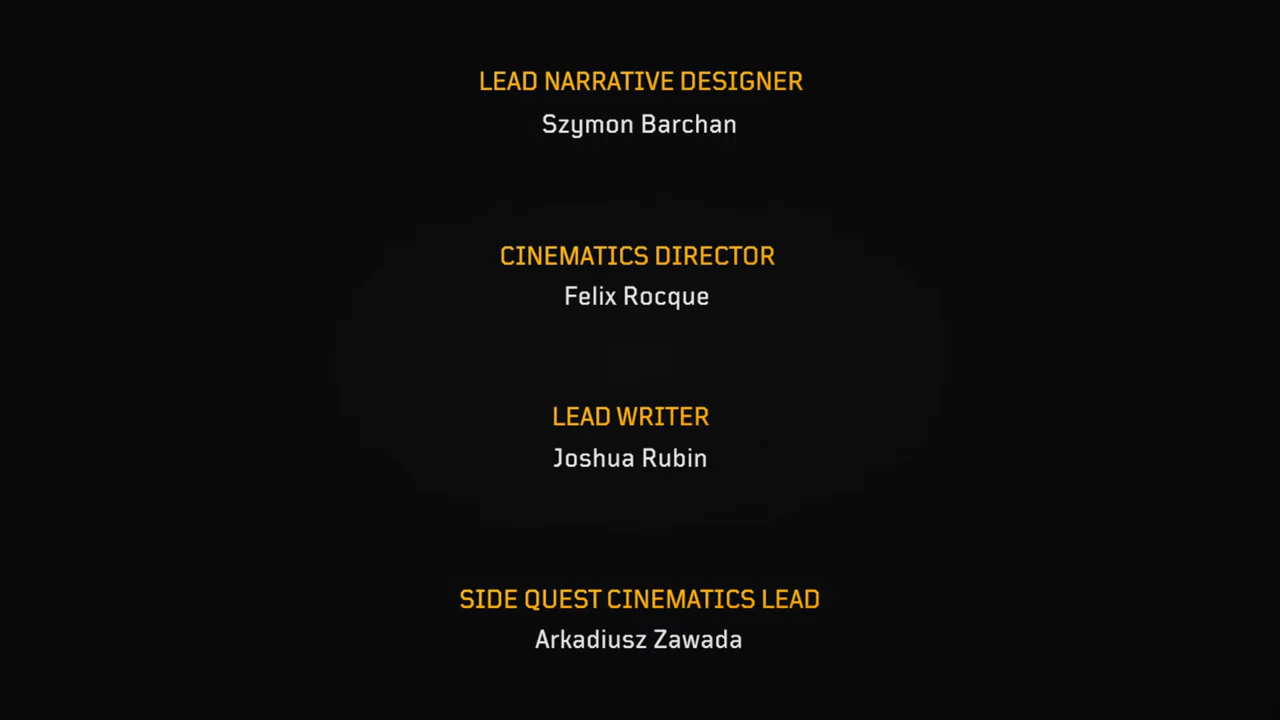 LEAD NARRATIVE DESIGNER
Szymon Barchan
CINEMATICS DIRECTOR
Felix Rocque
LEAD WRITER
Joshua Rubin
SIDE QUEST CINEMATICS LEAD
Arkadiusz Zawada